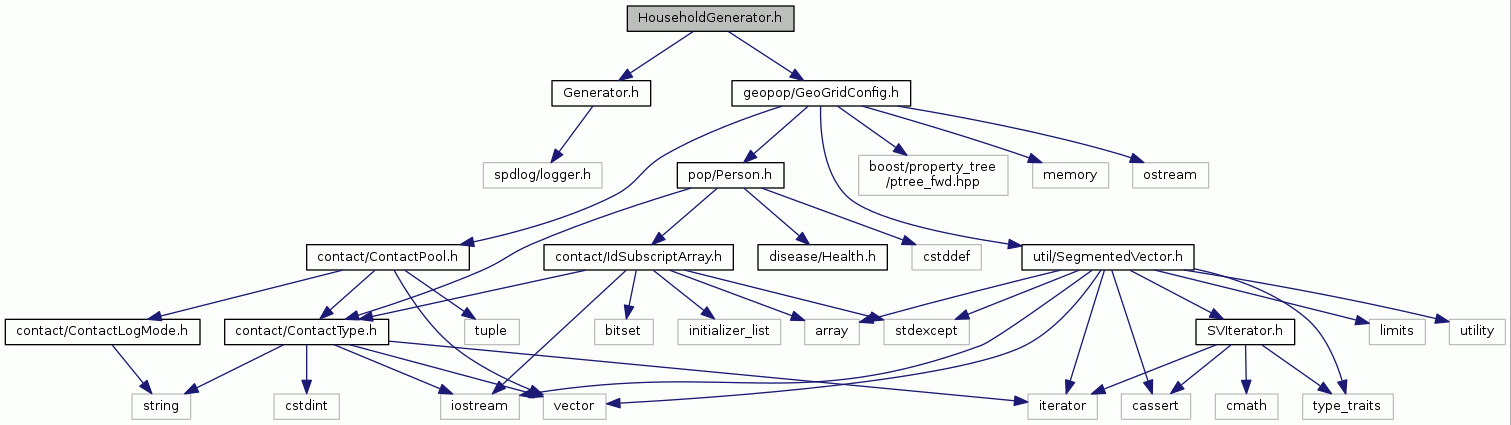 HouseholdGenerator.h
Generator.h
geopop/GeoGridConfig.h
spdlog/logger.h
pop/Person.h
boost/property_tree
/ptree_fwd.hpp
memory
ostream
contact/ContactPool.h
contact/IdSubscriptArray.h
disease/Health.h
cstddef
util/SegmentedVector.h
contact/ContactLogMode.h
contact/ContactType.h
tuple
bitset
initializer_list
array
stdexcept
SVIterator.h
limits
utility
string
cstdint
iostream
vector
iterator
cassert
cmath
type_traits